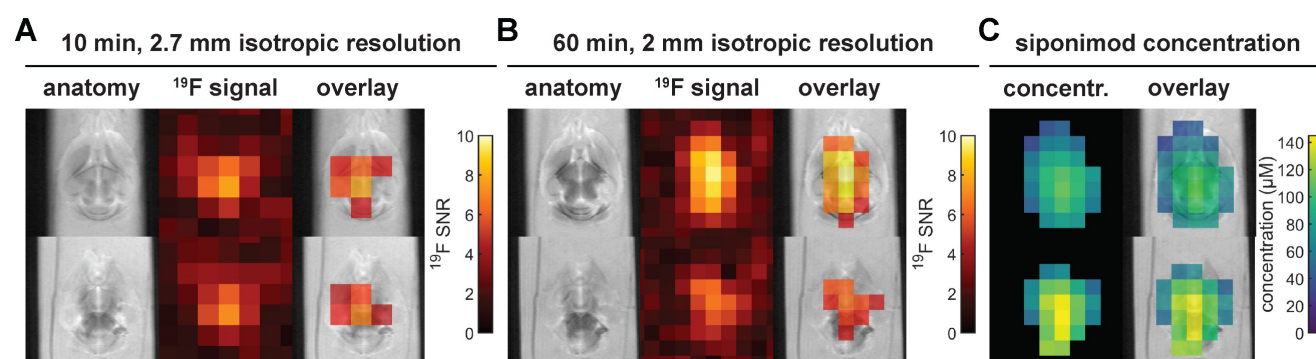 A
10 min, 2.7 mm isotropic resolution
anatomy
¹⁹F signal
overlay
10
8
6
4
2
0
¹⁹F SNR
B
60 min, 2 mm isotropic resolution
anatomy
¹⁹F signal
overlay
10
8
6
4
2
0
¹⁹F SNR
C
siponimod concentration
concentr.
overlay
140
120
100
80
60
40
20
0
concentration (µM)